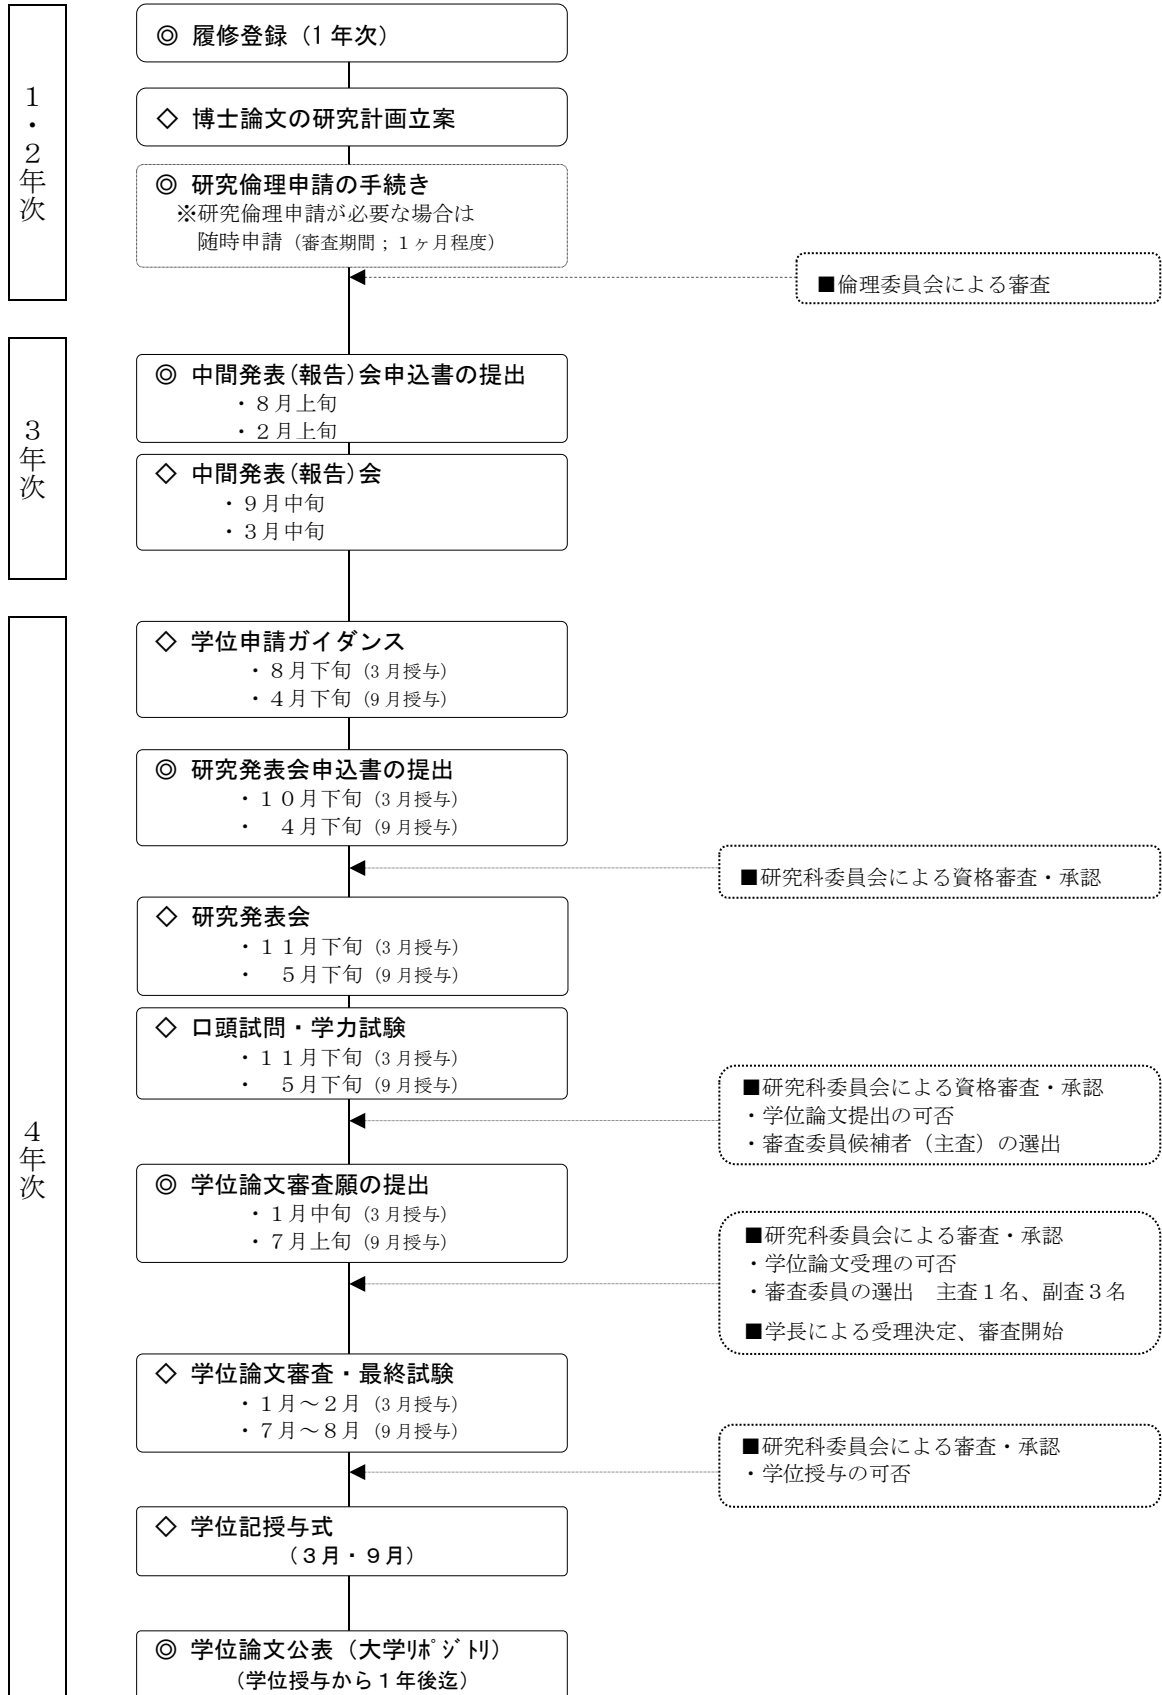 １・２年次
◎ 履修登録（1 年次）
◇ 博士論文の研究計画立案
◎ 研究倫理申請の手続き
※研究倫理申請が必要な場合は
随時申請（審査期間；１ヶ月程度）
■倫理委員会による審査
３年次
◎ 中間発表(報告)会申込書の提出
・８月上旬
・２月上旬
◇ 中間発表(報告)会
・９月中旬
・３月中旬
４年次
◇ 学位申請ガイダンス
・８月下旬（3 月授与）
・４月下旬（9 月授与）
◎ 研究発表会申込書の提出
・１０月下旬（3 月授与）
・　４月下旬（9 月授与）
■研究科委員会による資格審査・承認
◇ 研究発表会
・１１月下旬（3 月授与）
・　５月下旬（9 月授与）
◇ 口頭試問・学力試験
・１１月下旬（3 月授与）
・　５月下旬（9 月授与）
■研究科委員会による資格審査・承認
・学位論文提出の可否
・審査委員候補者（主査）の選出
◎ 学位論文審査願の提出
・１月中旬（3 月授与）
・７月上旬（9 月授与）
■研究科委員会による審査・承認
・学位論文受理の可否
・審査委員の選出　主査１名、副査３名
■学長による受理決定、審査開始
◇ 学位論文審査・最終試験
・１月～２月（3 月授与）
・７月～８月（9 月授与）
■研究科委員会による審査・承認
・学位授与の可否
◇ 学位記授与式
（３月・９月）
◎ 学位論文公表（大学ﾘﾎﾟｼﾞﾄﾘ）
（学位授与から１年後迄）